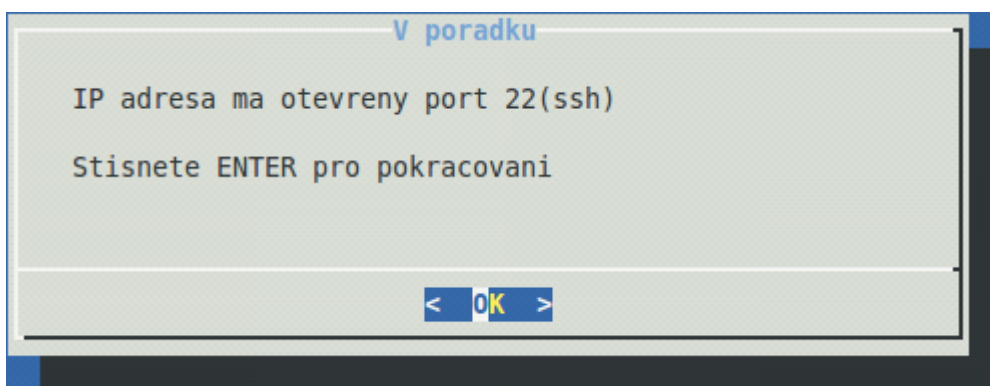 V poradku
IP adresa ma otevreny port 22(ssh)
Stisnete ENTER pro pokracovani
< OK >